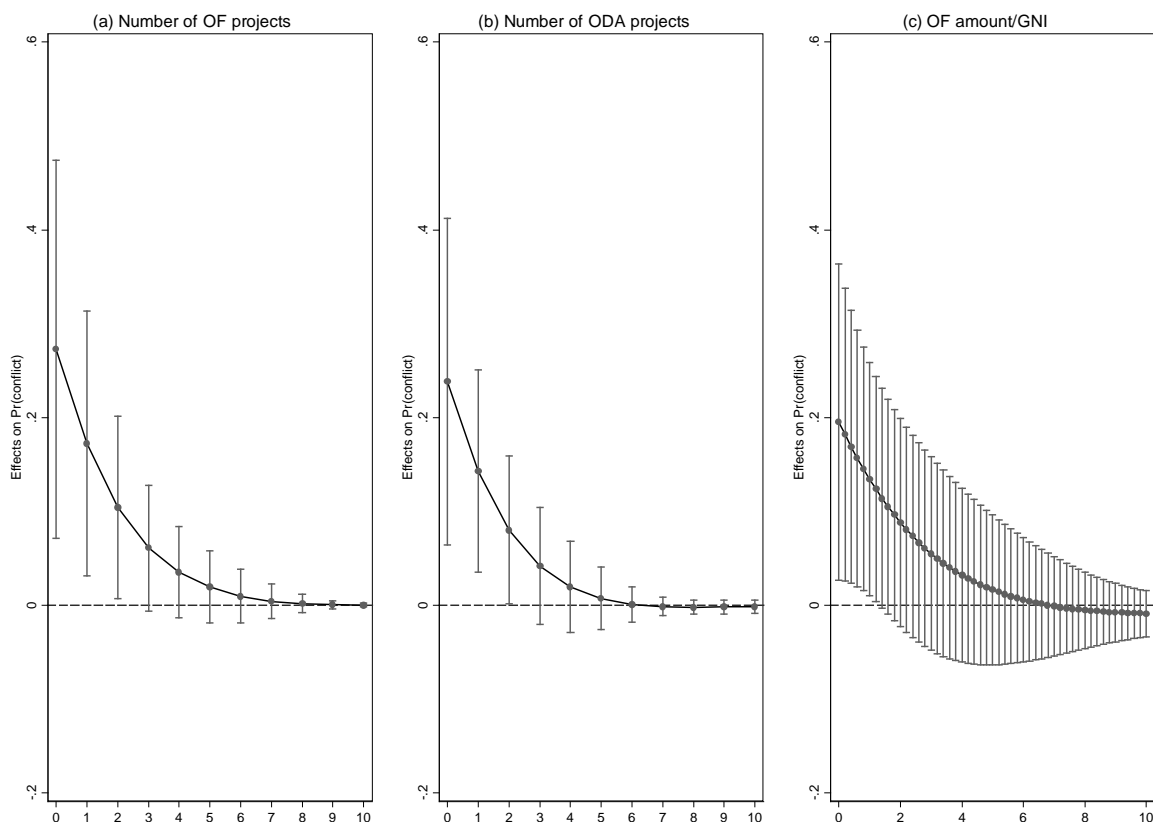 (a) Number of OF projects
.6
.4
.2
0
-.2
Effects on Pr(conflict)
0 1 2 3 4 5 6 7 8 9 10
(b) Number of ODA projects
.6
.4
.2
0
-.2
Effects on Pr(conflict)
0 1 2 3 4 5 6 7 8 9 10
(c) OF amount/GNI
.6
.4
.2
0
-.2
Effects on Pr(conflict)
0 2 4 6 8 10